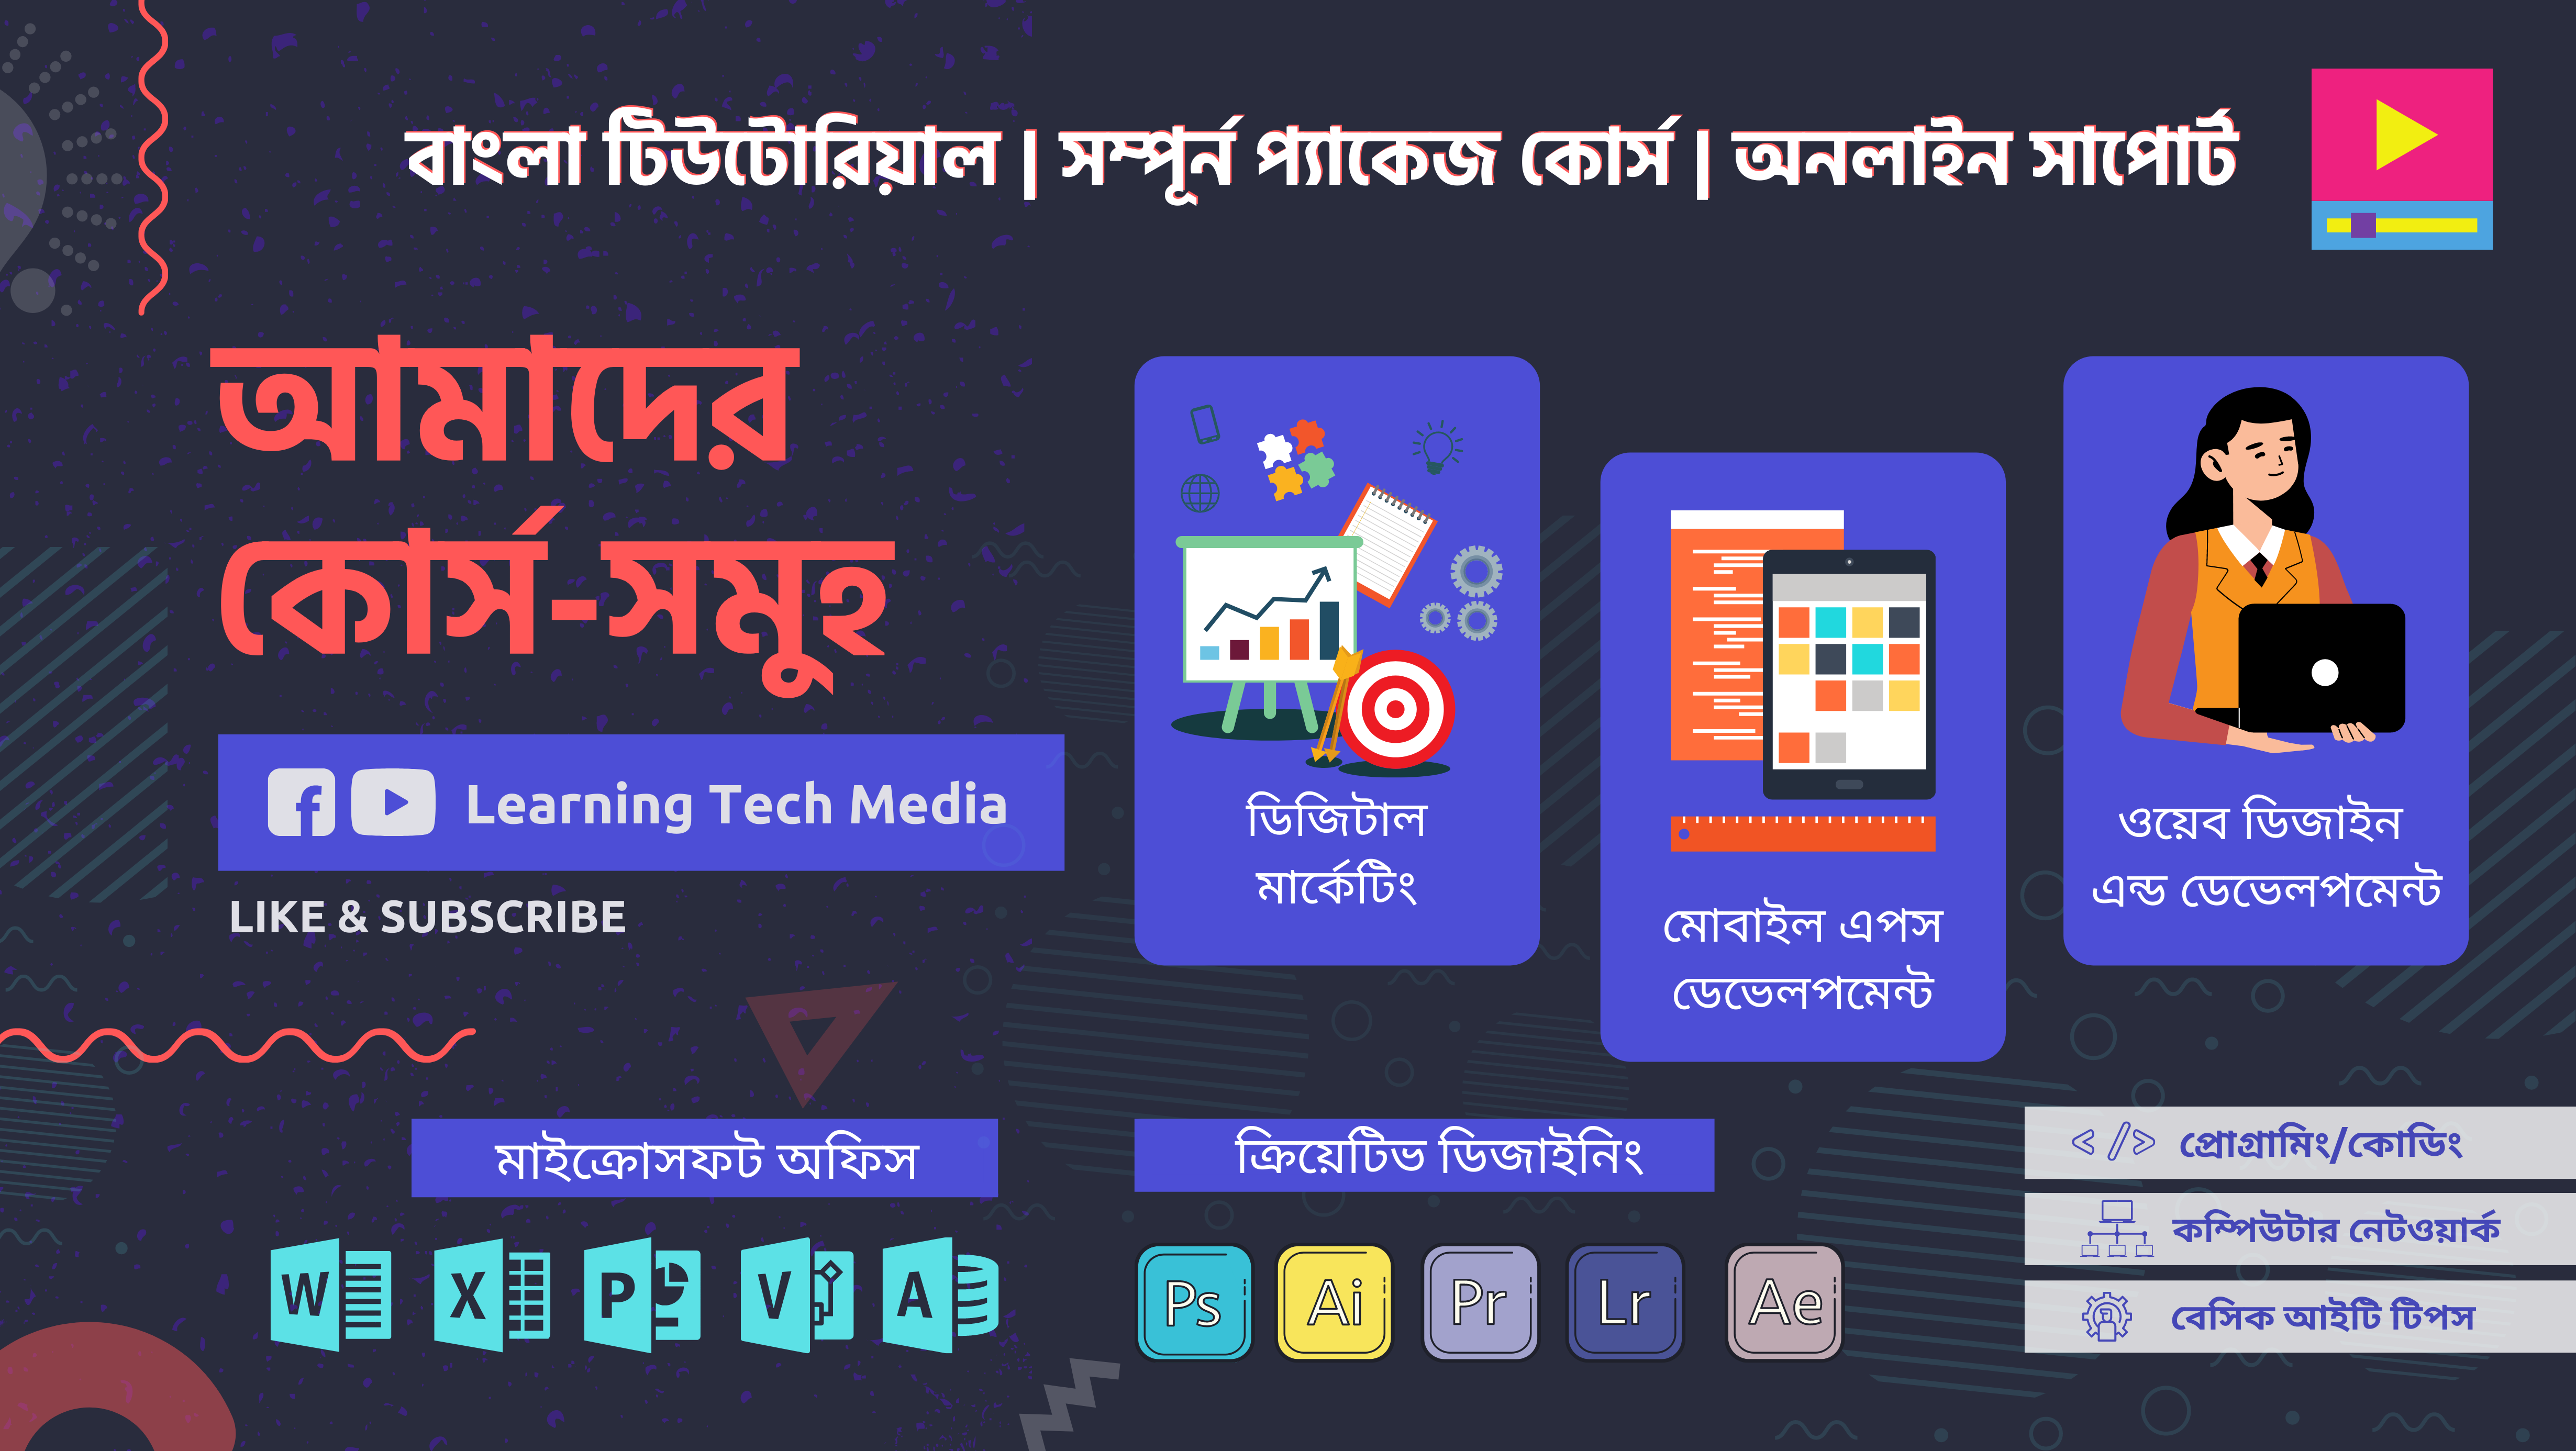 বাংলা টিউটোরিয়াল | সম্পূর্ন প্যাকেজ কোর্স | অনলাইন সাপোর্ট
আমাদের
কোর্স-সমুহ
Learning Tech Media
LIKE & SUBSCRIBE
ডিজিটাল
মার্কেটিং
মোবাইল এপস
ডেভেলপমেন্ট
ওয়েব ডিজাইন
এন্ড ডেভেলপমেন্ট
মাইক্রোসফট অফিস
W X P V A
ক্রিয়েটিভ ডিজাইনিং
Ps Ai Pr Lr Ae
</> প্রোগ্রামিং/কোডিং
কম্পিউটার নেটওয়ার্ক
বেসিক আইটি টিপস